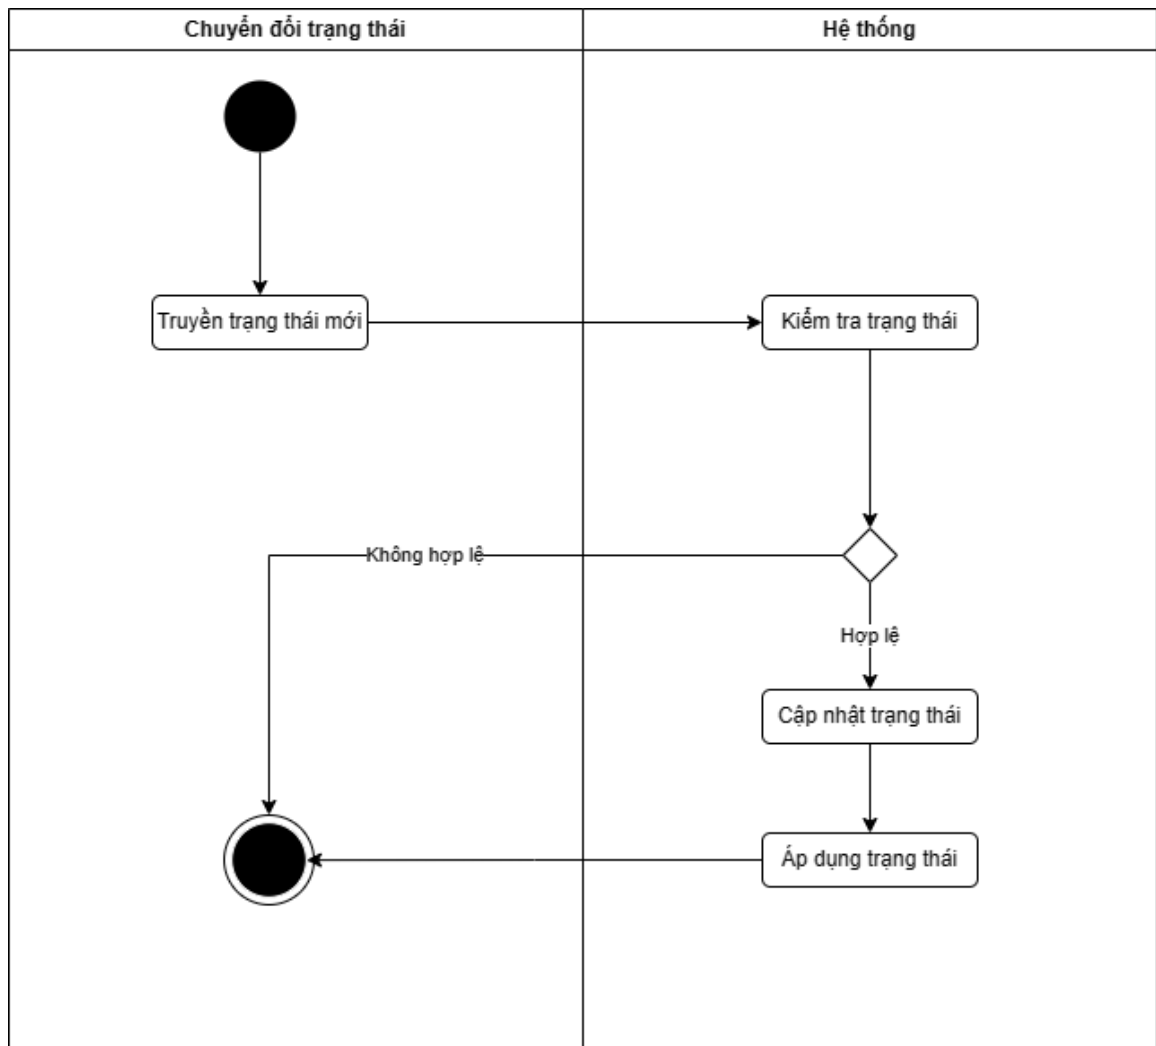 Chuyển đổi trạng thái
Hệ thống
Truyền trạng thái mới
Kiểm tra trạng thái
Không hợp lệ
Hợp lệ
Cập nhật trạng thái
Áp dụng trạng thái